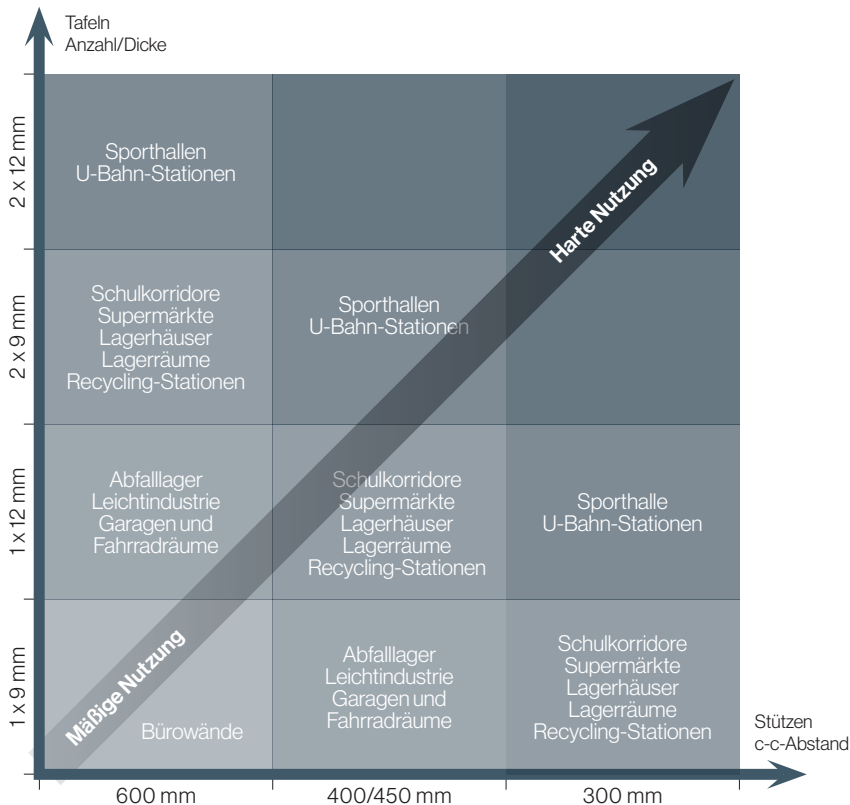 Tafeln
Anzahl/Dicke
2 x 12 mm
Sporthallen
U-Bahn-Stationen
Harte Nutzung
2 x 9 mm
Schulkorridore
Supermärkte
Lagerhäuser
Lagerräume
Recycling-Stationen
Sporthallen
U-Bahn-Stationen
1 x 12 mm
Abfalllager
Leichtindustrie
Garagen und
Fahrradräume
Schulkorridore
Supermärkte
Lagerhäuser
Lagerräume
Recycling-Stationen
Sporthalle
U-Bahn-Stationen
1 x 9 mm
Mäßige Nutzung
Bürowände
Abfalllager
Leichtindustrie
Garagen und
Fahrradräume
Schulkorridore
Supermärkte
Lagerhäuser
Lagerräume
Recycling-Stationen
Stützen
c-c-Abstand
600 mm
400/450 mm
300 mm